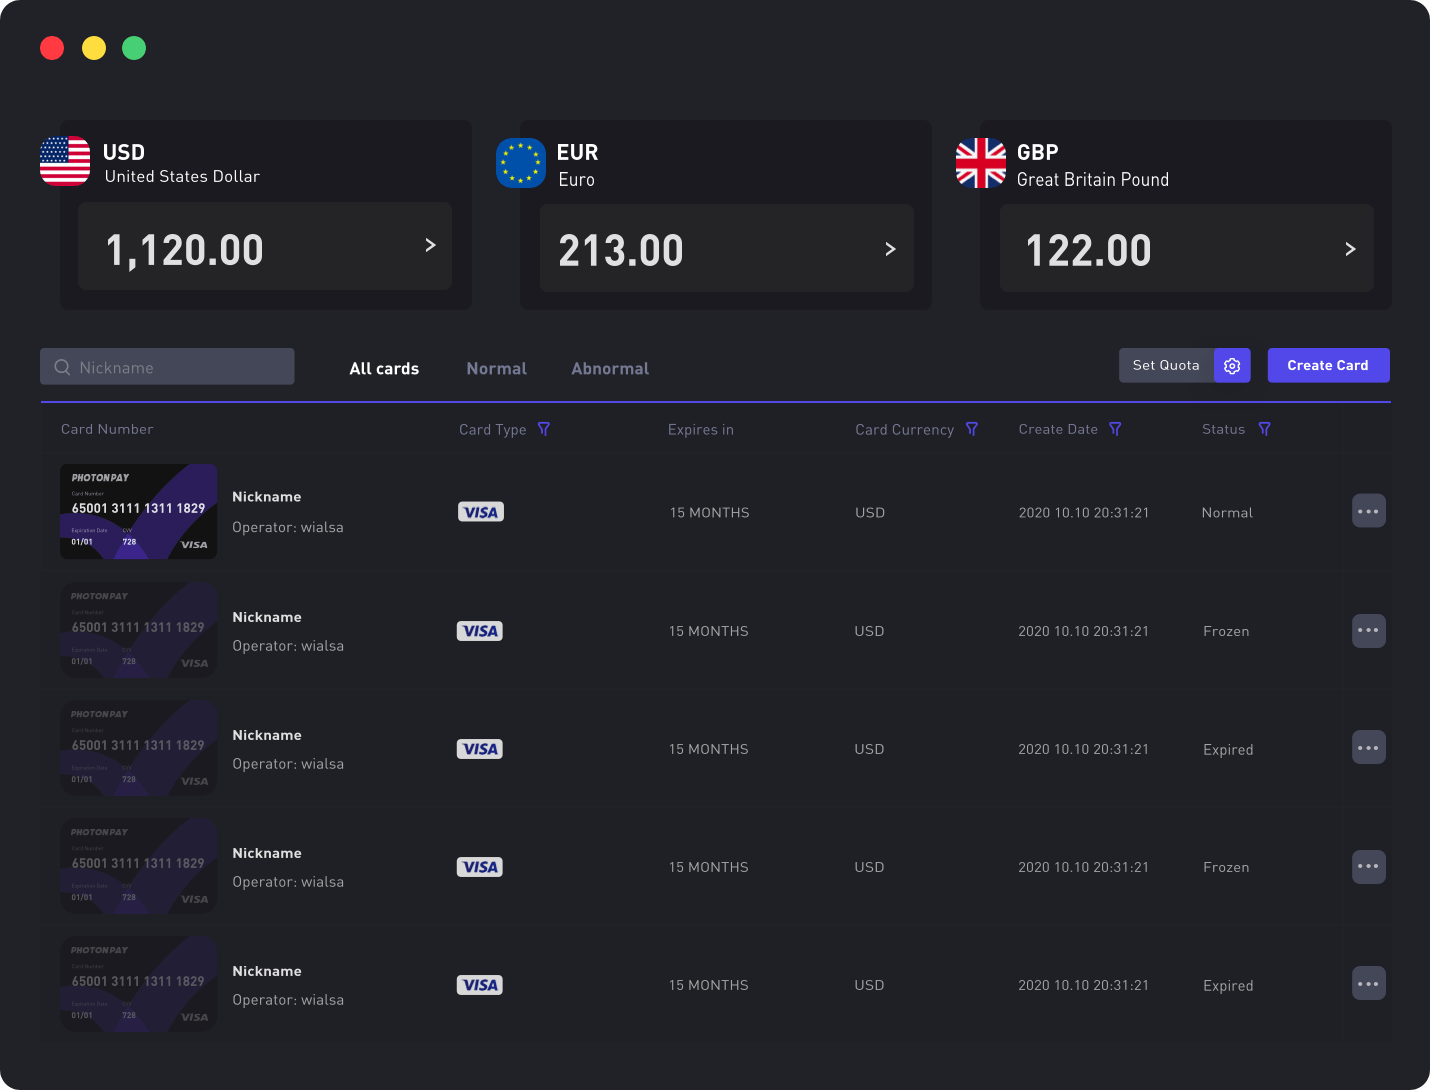 USD
United States Dollar
1,120.00
>
EUR
Euro
213.00
>
GBP
Great Britain Pound
122.00
>
Nickname
All cards Normal Abnormal
Set Quota
Create Card
Card Number Card Type Expires in Card Currency Create Date Status
PHOTONPAY
Card Number
65001 3111 1311 1829
Expiration Date CVV
01/01 728
VISA
Nickname
Operator: wialsa
VISA 15 MONTHS USD 2020 10.10 20:31:21 Normal
PHOTONPAY
Card Number
65001 3111 1311 1829
Expiration Date CVV
01/01 728
VISA
Nickname
Operator: wialsa
VISA 15 MONTHS USD 2020 10.10 20:31:21 Frozen
PHOTONPAY
Card Number
65001 3111 1311 1829
Expiration Date CVV
01/01 728
VISA
Nickname
Operator: wialsa
VISA 15 MONTHS USD 2020 10.10 20:31:21 Expired
PHOTONPAY
Card Number
65001 3111 1311 1829
Expiration Date CVV
01/01 728
VISA
Nickname
Operator: wialsa
VISA 15 MONTHS USD 2020 10.10 20:31:21 Frozen
PHOTONPAY
Card Number
65001 3111 1311 1829
Expiration Date CVV
01/01 728
VISA
Nickname
Operator: wialsa
VISA 15 MONTHS USD 2020 10.10 20:31:21 Expired